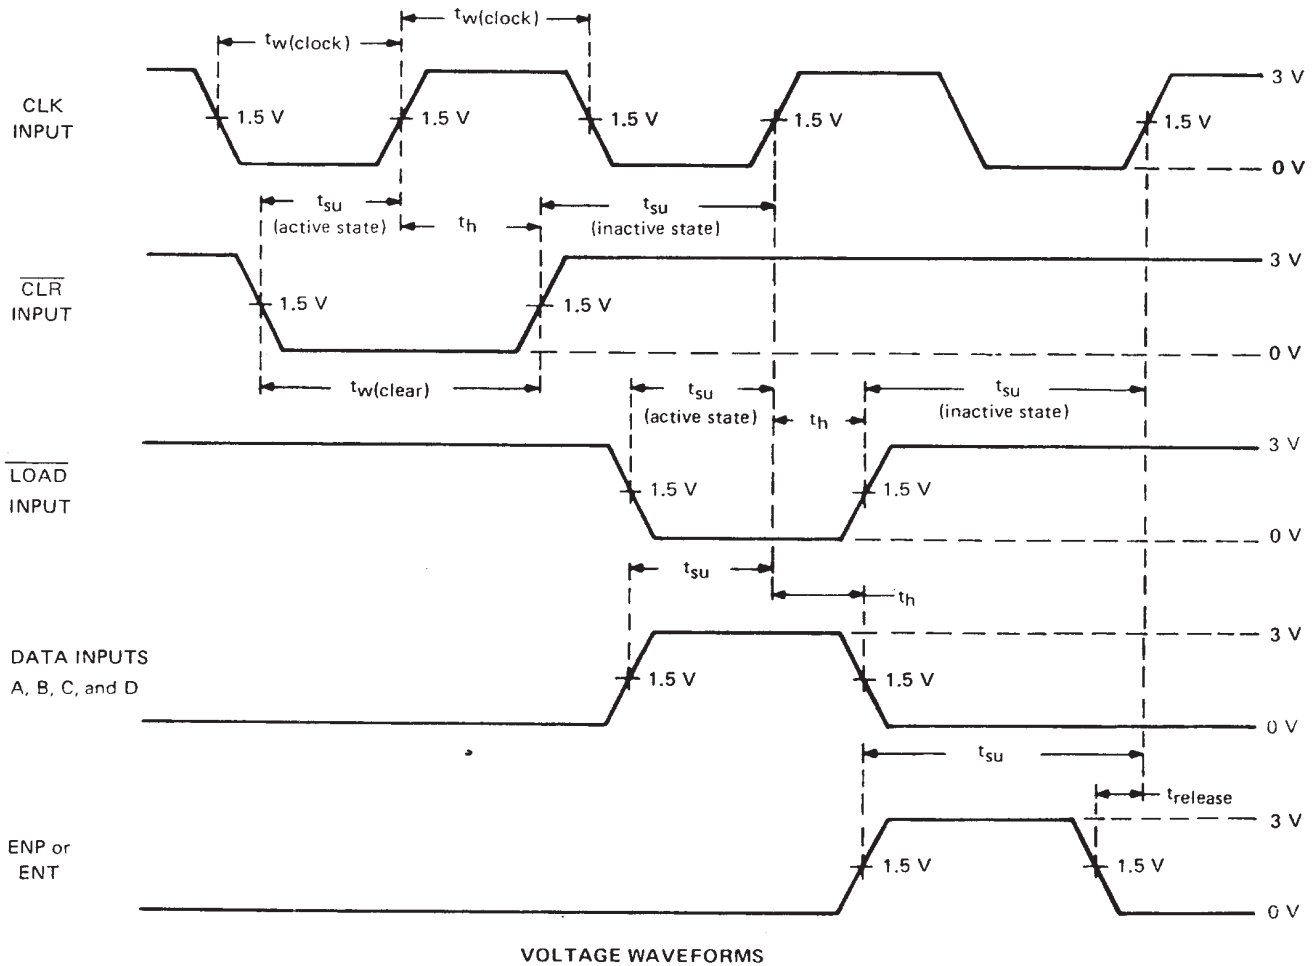 tw(clock)
tw(clock)
CLK
INPUT
1.5 V
1.5 V
1.5 V
1.5 V
1.5 V
3 V
0 V
tsu
(active state)
th
tsu
(inactive state)
CLR
INPUT
1.5 V
1.5 V
3 V
0 V
tw(clear)
tsu
(active state)
th
tsu
(inactive state)
LOAD
INPUT
1.5 V
1.5 V
3 V
0 V
tsu
th
DATA INPUTS
A, B, C, and D
1.5 V
1.5 V
3 V
0 V
tsu
trelease
ENP or
ENT
1.5 V
1.5 V
3 V
0 V
VOLTAGE WAVEFORMS